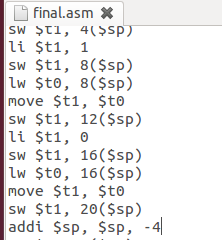 final.asm
sw $t1, 4($sp)
li $t1, 1
sw $t1, 8($sp)
lw $t0, 8($sp)
move $t1, $t0
sw $t1, 12($sp)
li $t1, 0
sw $t1, 16($sp)
lw $t0, 16($sp)
move $t1, $t0
sw $t1, 20($sp)
addi $sp, $sp, -4